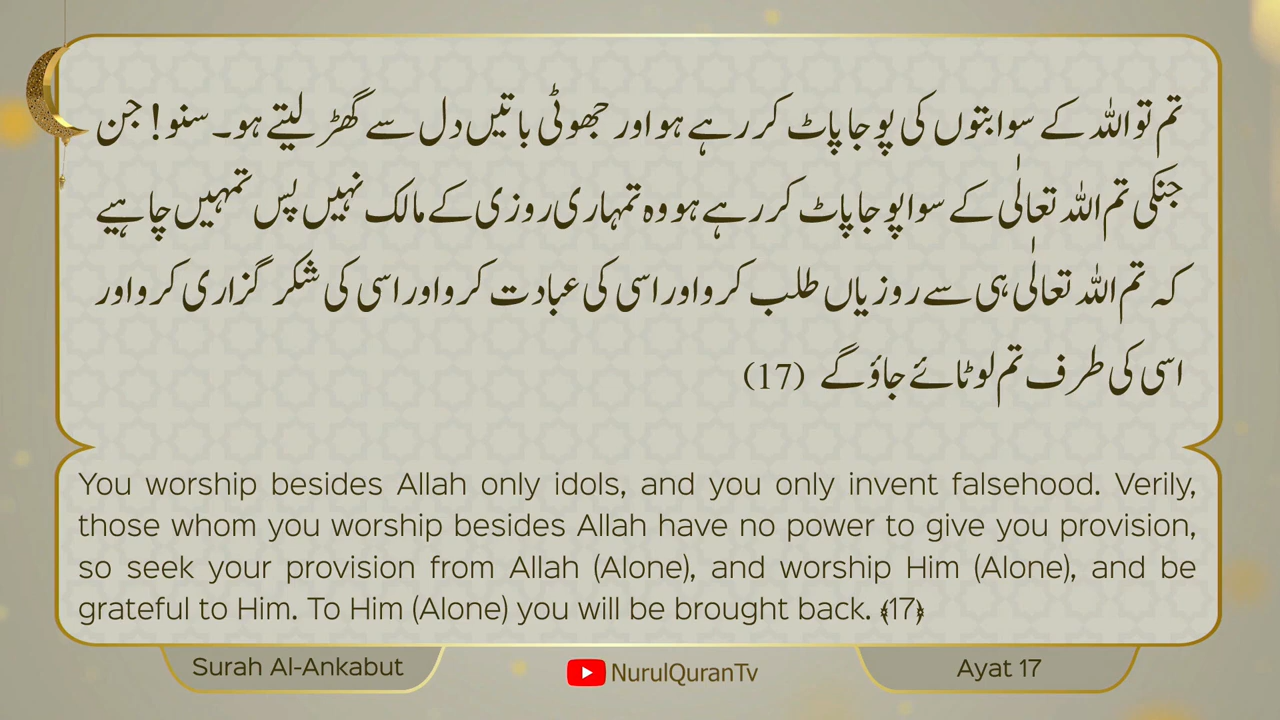 تم تو اللہ کے سوا بتوں کی پوجا پاٹ کر رہے ہو اور جھوٹی باتیں دل سے گھڑ لیتے ہو۔ سنو! جن
جنکی تم اللہ تعالٰی کے سوا پوجا پاٹ کر رہے ہو وہ تمہاری روزی کے مالک نہیں پس تمہیں چاہیے
کہ تم اللہ تعالٰی ہی سے روزیاں طلب کرو اور اسی کی عبادت کرو اور اسی کی شکر گزاری کرو اور
اسی کی طرف تم لوٹائے جاؤ گے (17)
You worship besides Allah only idols, and you only invent falsehood. Verily,
those whom you worship besides Allah have no power to give you provision,
so seek your provision from Allah (Alone), and worship Him (Alone), and be
grateful to Him. To Him (Alone) you will be brought back. ﴾17﴿
Surah Al-Ankabut
NurulQuranTv
Ayat 17